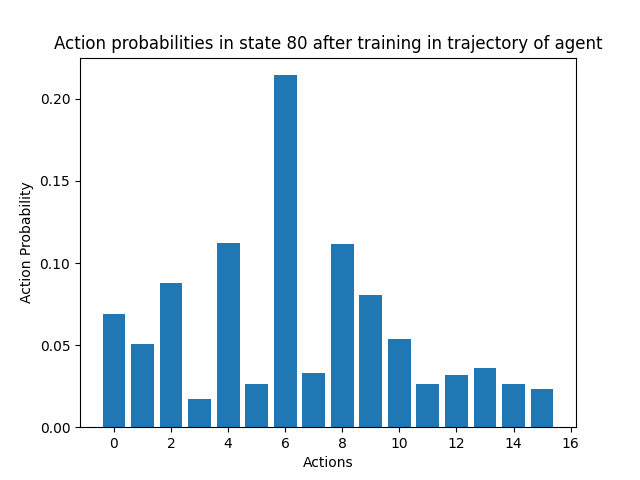 Action probabilities in state 80 after training in trajectory of agent
0.20
0.15
0.10
0.05
0.00
Action Probability
0 2 4 6 8 10 12 14 16
Actions